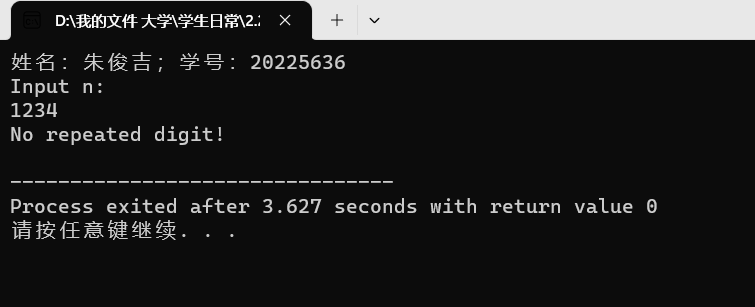 D:\我的文件 大学\学生日常\2.2
姓名：朱俊吉；学号：20225636
Input n:
1234
No repeated digit!
--------------------------------
Process exited after 3.627 seconds with return value 0
请按任意键继续. . .